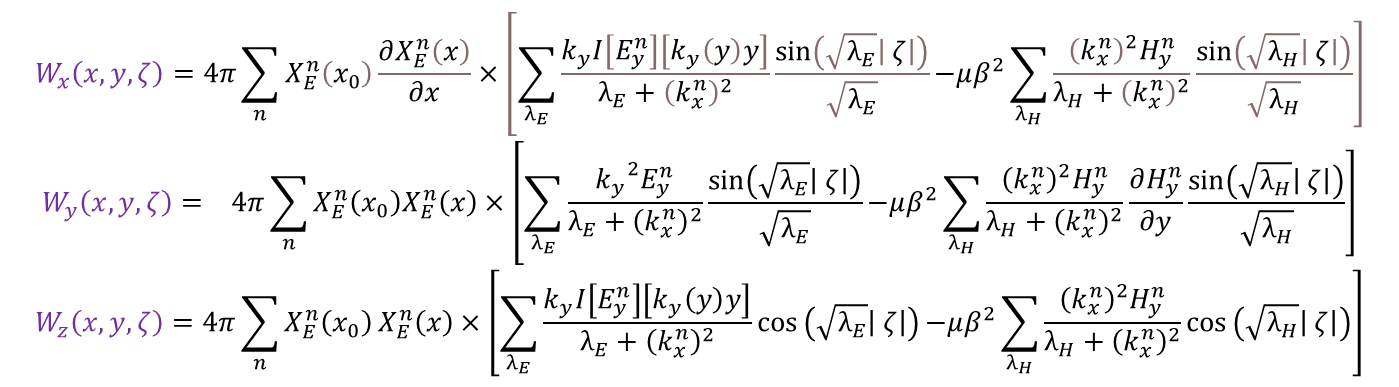 W_x(x, y, ζ) = 4π ∑_n X_E^n(x_0) ∂X_E^n(x)/∂x × [∑_{λ_E} k_y I[E_y^n][k_y(y)y]/(λ_E + (k_x^n)^2) sin(√λ_E | ζ|)/√λ_E −μβ^2 ∑_{λ_H} (k_x^n)^2 H_y^n/(λ_H + (k_x^n)^2) sin(√λ_H | ζ|)/√λ_H]
W_y(x, y, ζ) = 4π ∑_n X_E^n(x_0)X_E^n(x) × [∑_{λ_E} k_y^2 E_y^n/(λ_E + (k_x^n)^2) sin(√λ_E | ζ|)/√λ_E −μβ^2 ∑_{λ_H} (k_x^n)^2 H_y^n/(λ_H + (k_x^n)^2) ∂H_y^n/∂y sin(√λ_H | ζ|)/√λ_H]
W_z(x, y, ζ) = 4π ∑_n X_E^n(x_0) X_E^n(x) × [∑_{λ_E} k_y I[E_y^n][k_y(y)y]/(λ_E + (k_x^n)^2) cos (√λ_E | ζ|) −μβ^2 ∑_{λ_H} (k_x^n)^2 H_y^n/(λ_H + (k_x^n)^2) cos (√λ_H | ζ|)]